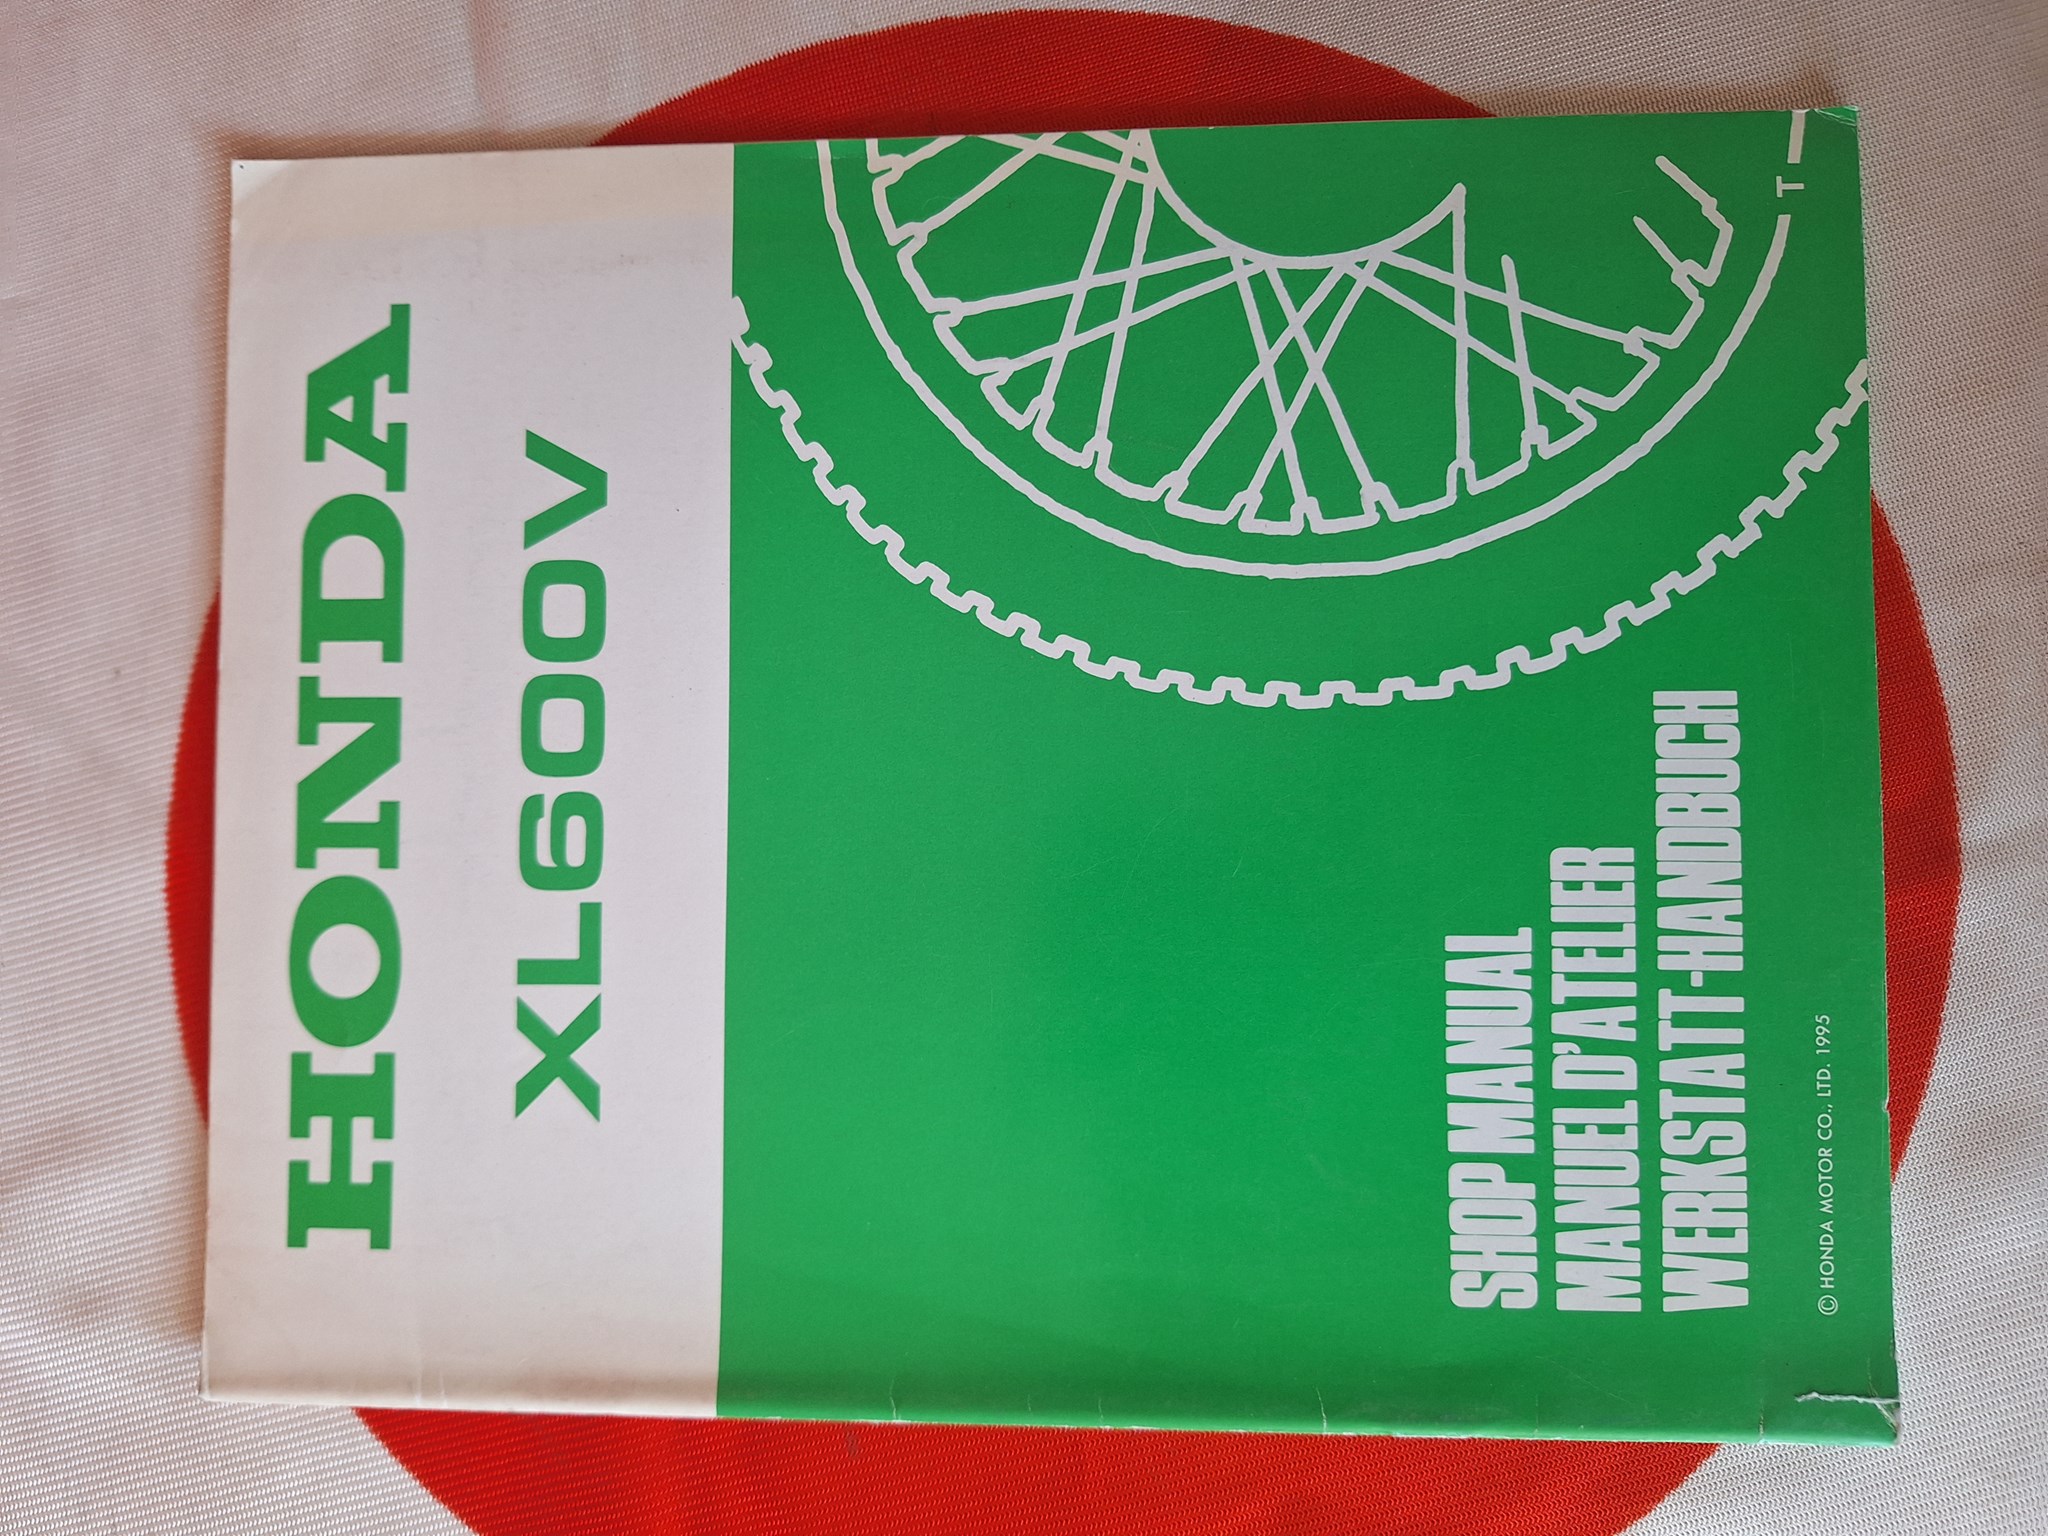 HONDA
XL600V
T
SHOP MANUAL
MANUEL D'ATELIER
WERKSTATT-HANDBUCH
© HONDA MOTOR CO., LTD. 1995